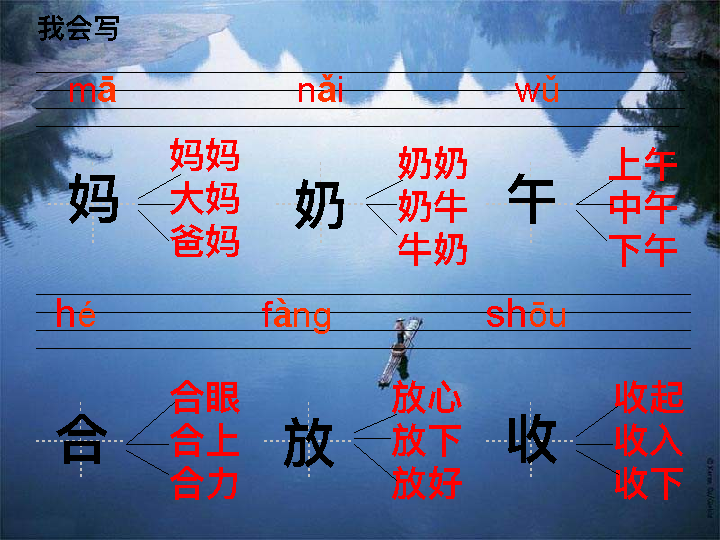 我会写
mā nǎi wǔ
妈 妈妈 大妈 爸妈
奶 奶奶 奶牛 牛奶
午 上午 中午 下午
hé fàng shōu
合 合眼 合上 合力
放 放心 放下 放好
收 收起 收入 收下